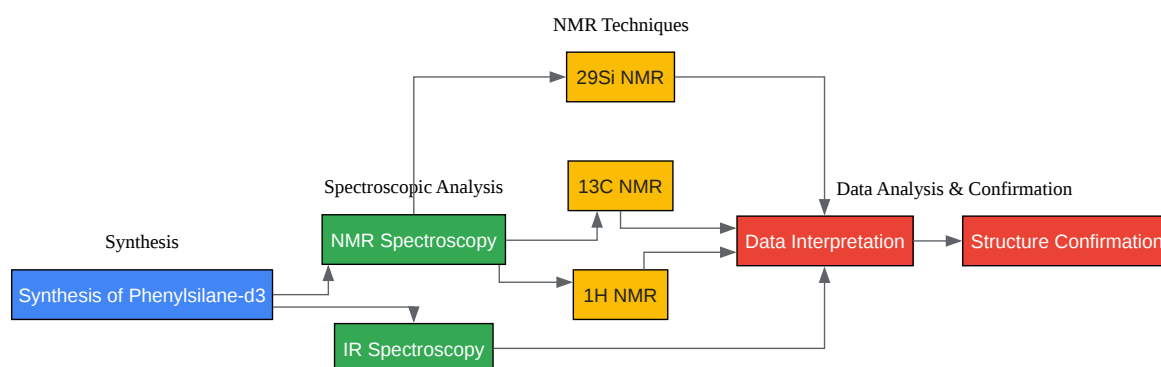 NMR Techniques
29Si NMR
Spectroscopic Analysis
13C NMR
Data Analysis & Confirmation
Synthesis
NMR Spectroscopy
Data Interpretation
Structure Confirmation
Synthesis of Phenylsilane-d3
1H NMR
IR Spectroscopy